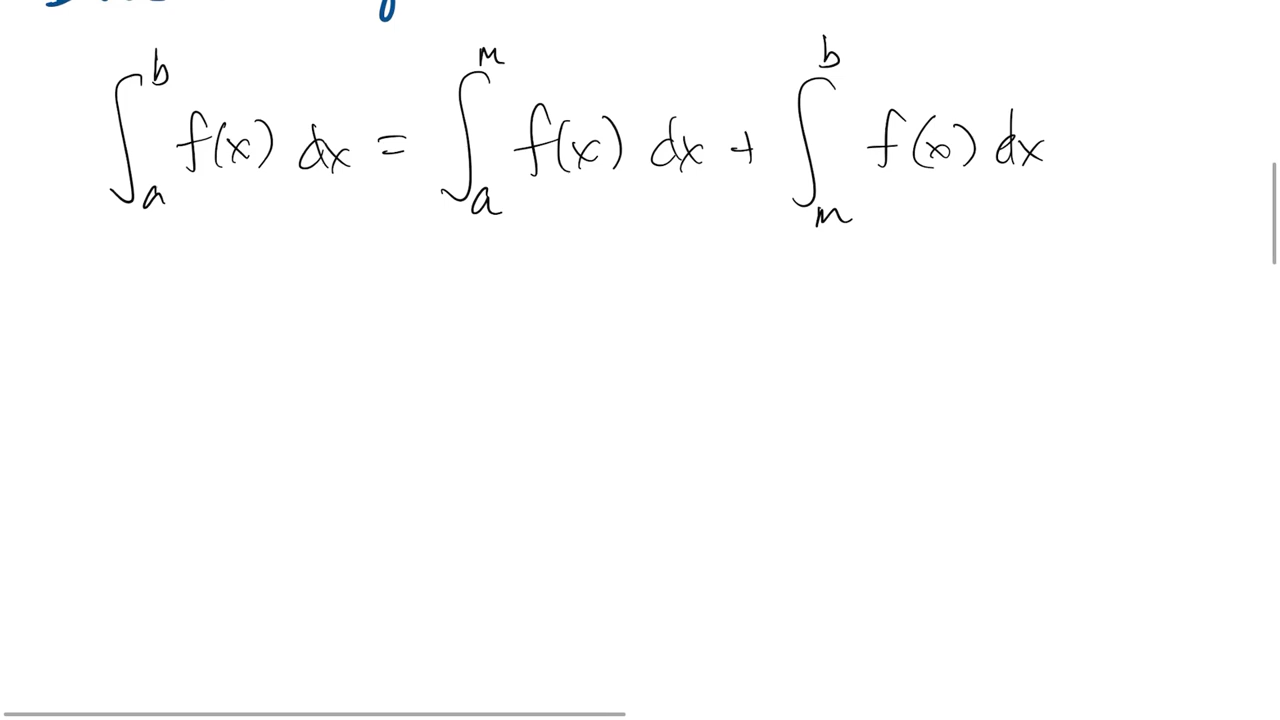 ∫_a^b f(x) dx = ∫_a^m f(x) dx + ∫_m^b f(x) dx